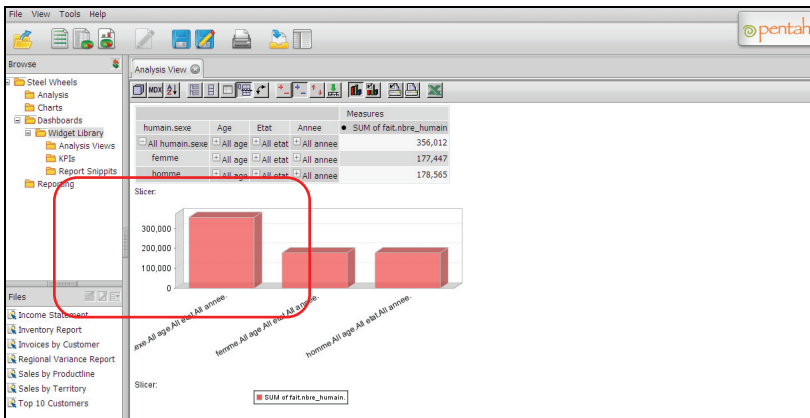 File View Tools Help
pentah
Browse
Steel Wheels
Analysis
Charts
Dashboards
Widget Library
Analysis Views
KPIs
Report Snippits
Reporting
Files
Income Statement
Inventory Report
Invoices by Customer
Regional Variance Report
Sales by Productline
Sales by Territory
Top 10 Customers
Analysis View
MDX
Measures
humain.sexe Age Etat Annee SUM of fait.nbre_humain
All humain.sexe All age All etat All annee 356,012
femme All age All etat All annee 177,447
homme All age All etat All annee 178,565
Slicer:
300,000
200,000
100,000
0
.exe.All age.All etat.All annee.
femme.All age.All etat.All annee.
homme.All age.All etat.All annee.
Slicer:
SUM of fait.nbre_humain.